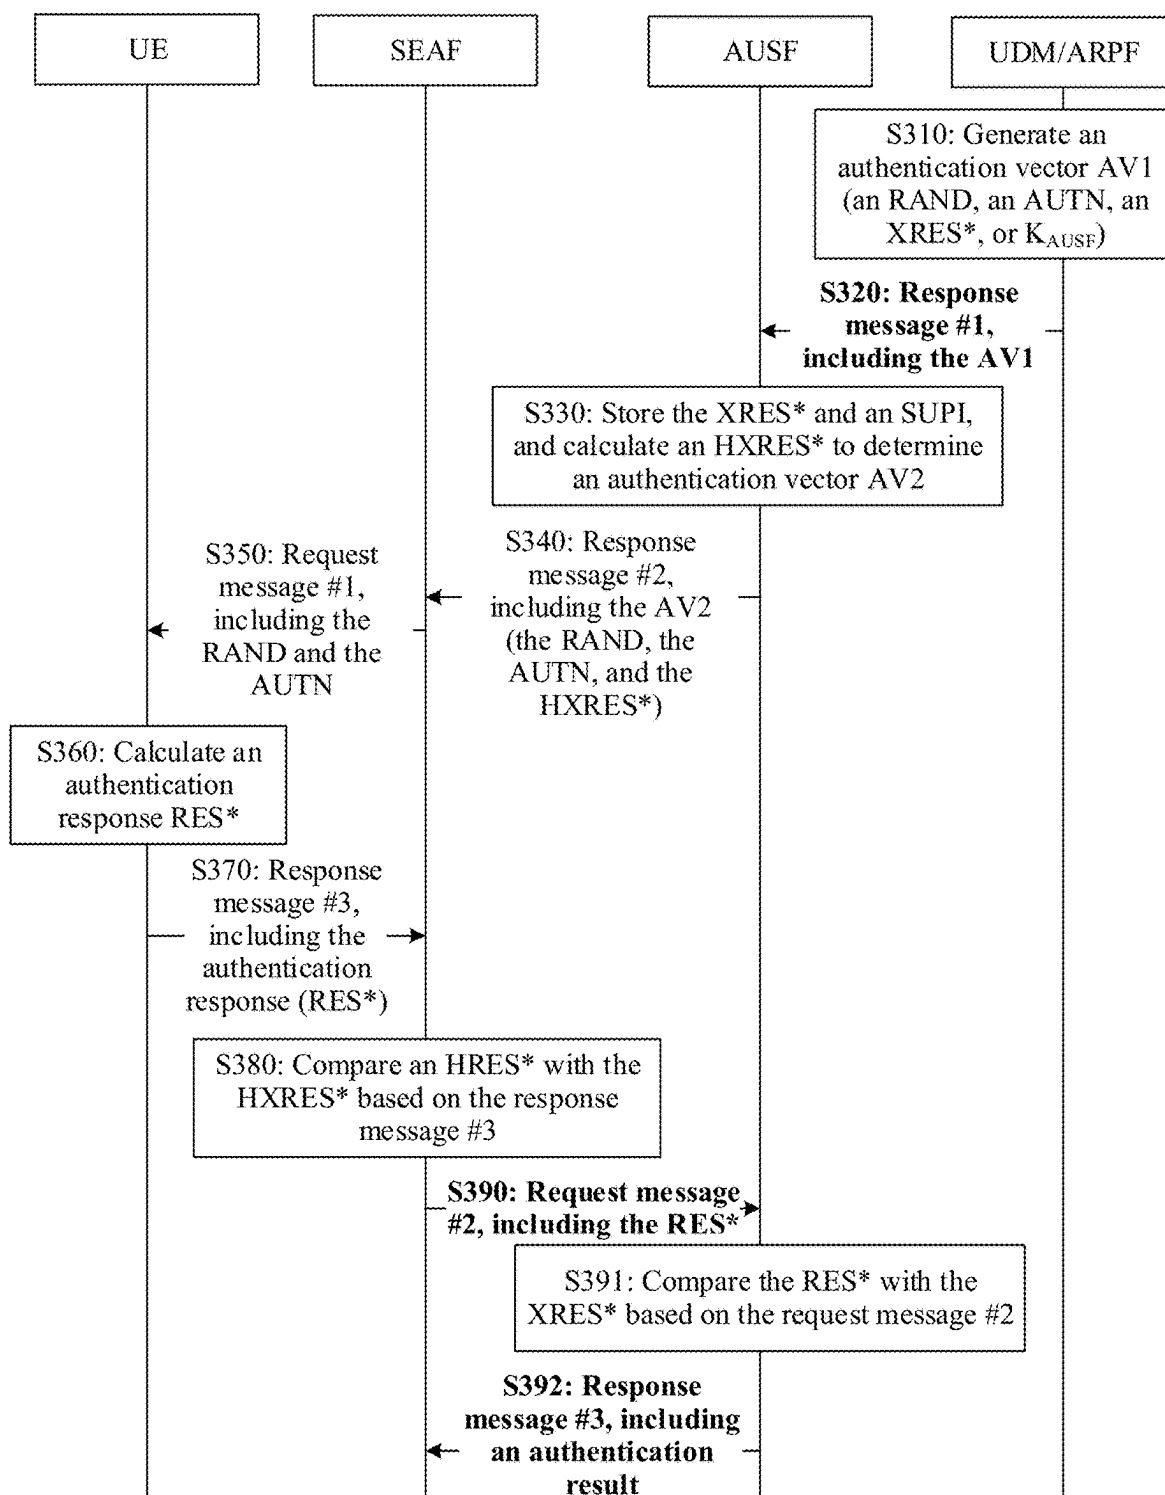 UE
SEAF
AUSF
UDM/ARPF
S310: Generate an
authentication vector AV1
(an RAND, an AUTN, an
XRES*, or K_AUSF)
S320: Response
message #1,
including the AV1
S330: Store the XRES* and an SUPI,
and calculate an HXRES* to determine
an authentication vector AV2
S340: Response
message #2,
including the AV2
(the RAND, the
AUTN, and the
HXRES*)
S350: Request
message #1,
including the
RAND and the
AUTN
S360: Calculate an
authentication
response RES*
S370: Response
message #3,
including the
authentication
response (RES*)
S380: Compare an HRES* with the
HXRES* based on the response
message #3
S390: Request message
#2, including the RES*
S391: Compare the RES* with the
XRES* based on the request message #2
S392: Response
message #3, including
an authentication
result